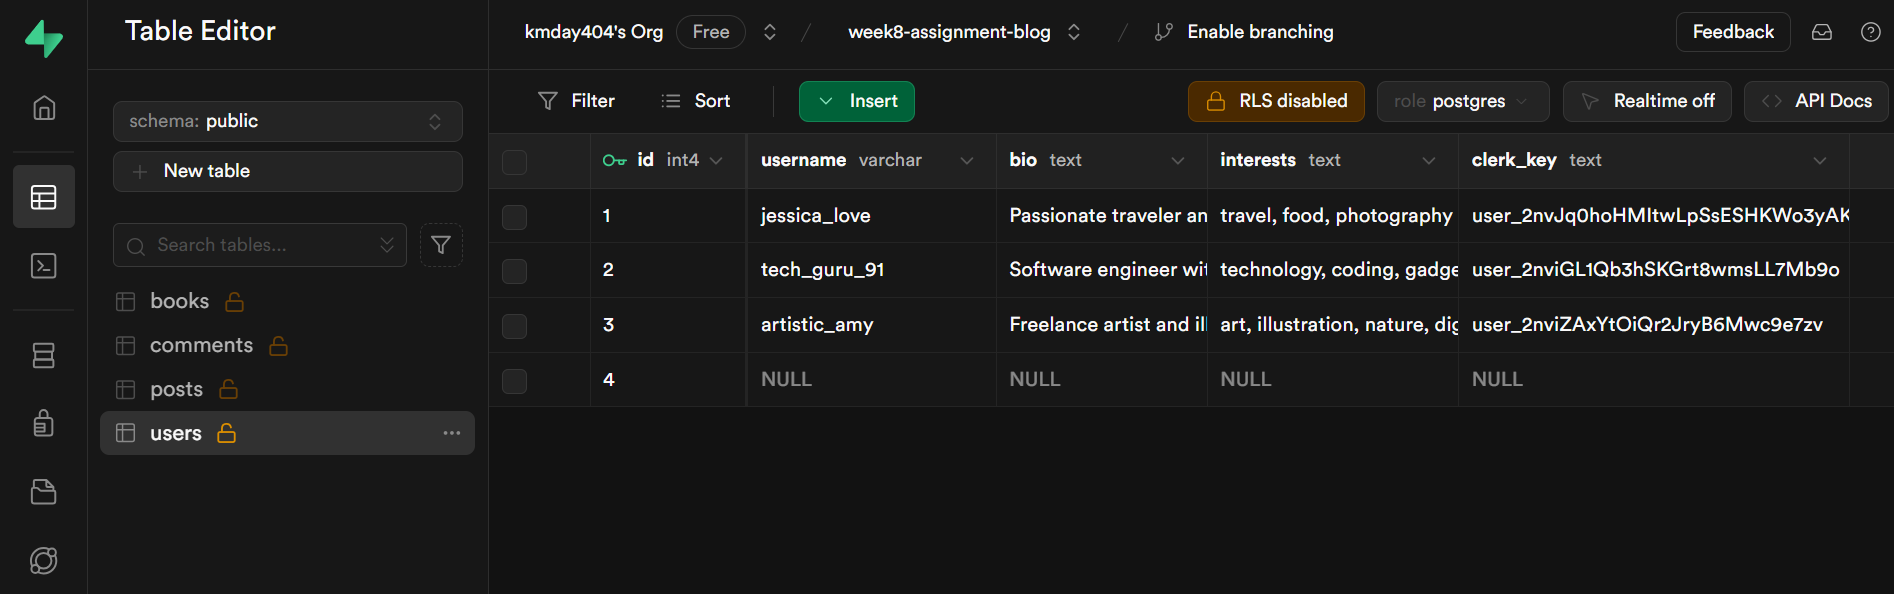 Table Editor
kmday404's Org Free / week8-assignment-blog / Enable branching Feedback
schema: public
New table
Search tables...
books
comments
posts
users
Filter Sort Insert RLS disabled role postgres Realtime off API Docs
id int4 username varchar bio text interests text clerk_key text
1 jessica_love Passionate traveler an travel, food, photography user_2nvJq0hoHMItwLpSsESHKWo3yAK
2 tech_guru_91 Software engineer wit technology, coding, gadge user_2nviGL1Qb3hSKGrt8wmsLL7Mb9o
3 artistic_amy Freelance artist and ill art, illustration, nature, dig user_2nviZAxYtOiQr2JryB6Mwc9e7zv
4 NULL NULL NULL NULL